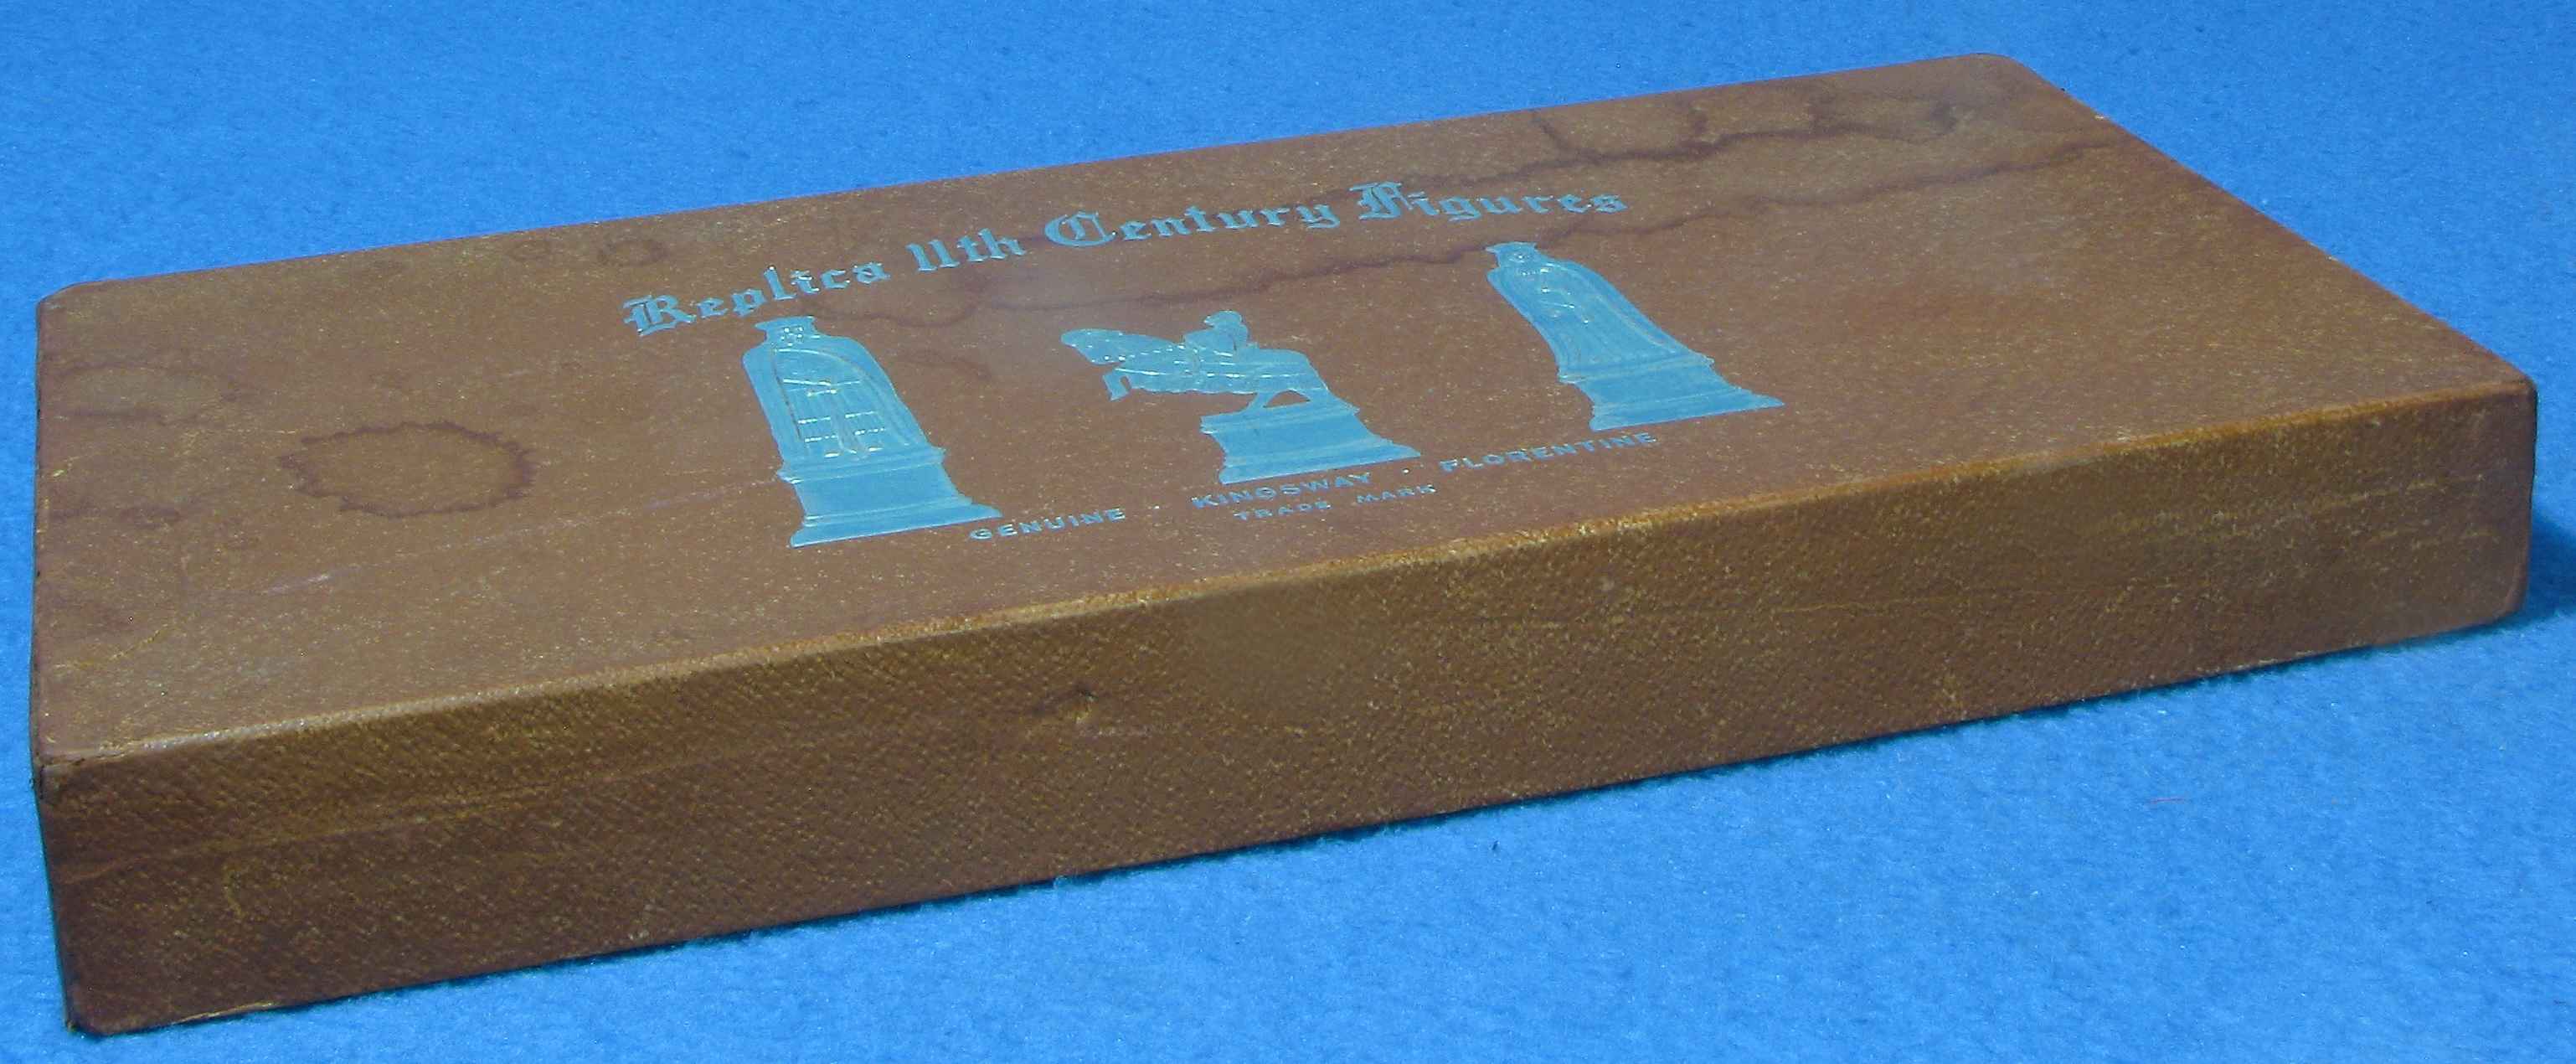 Replica 11th Century Figures
GENUINE KINGSWAY FLORENTINE
TRADE MARK